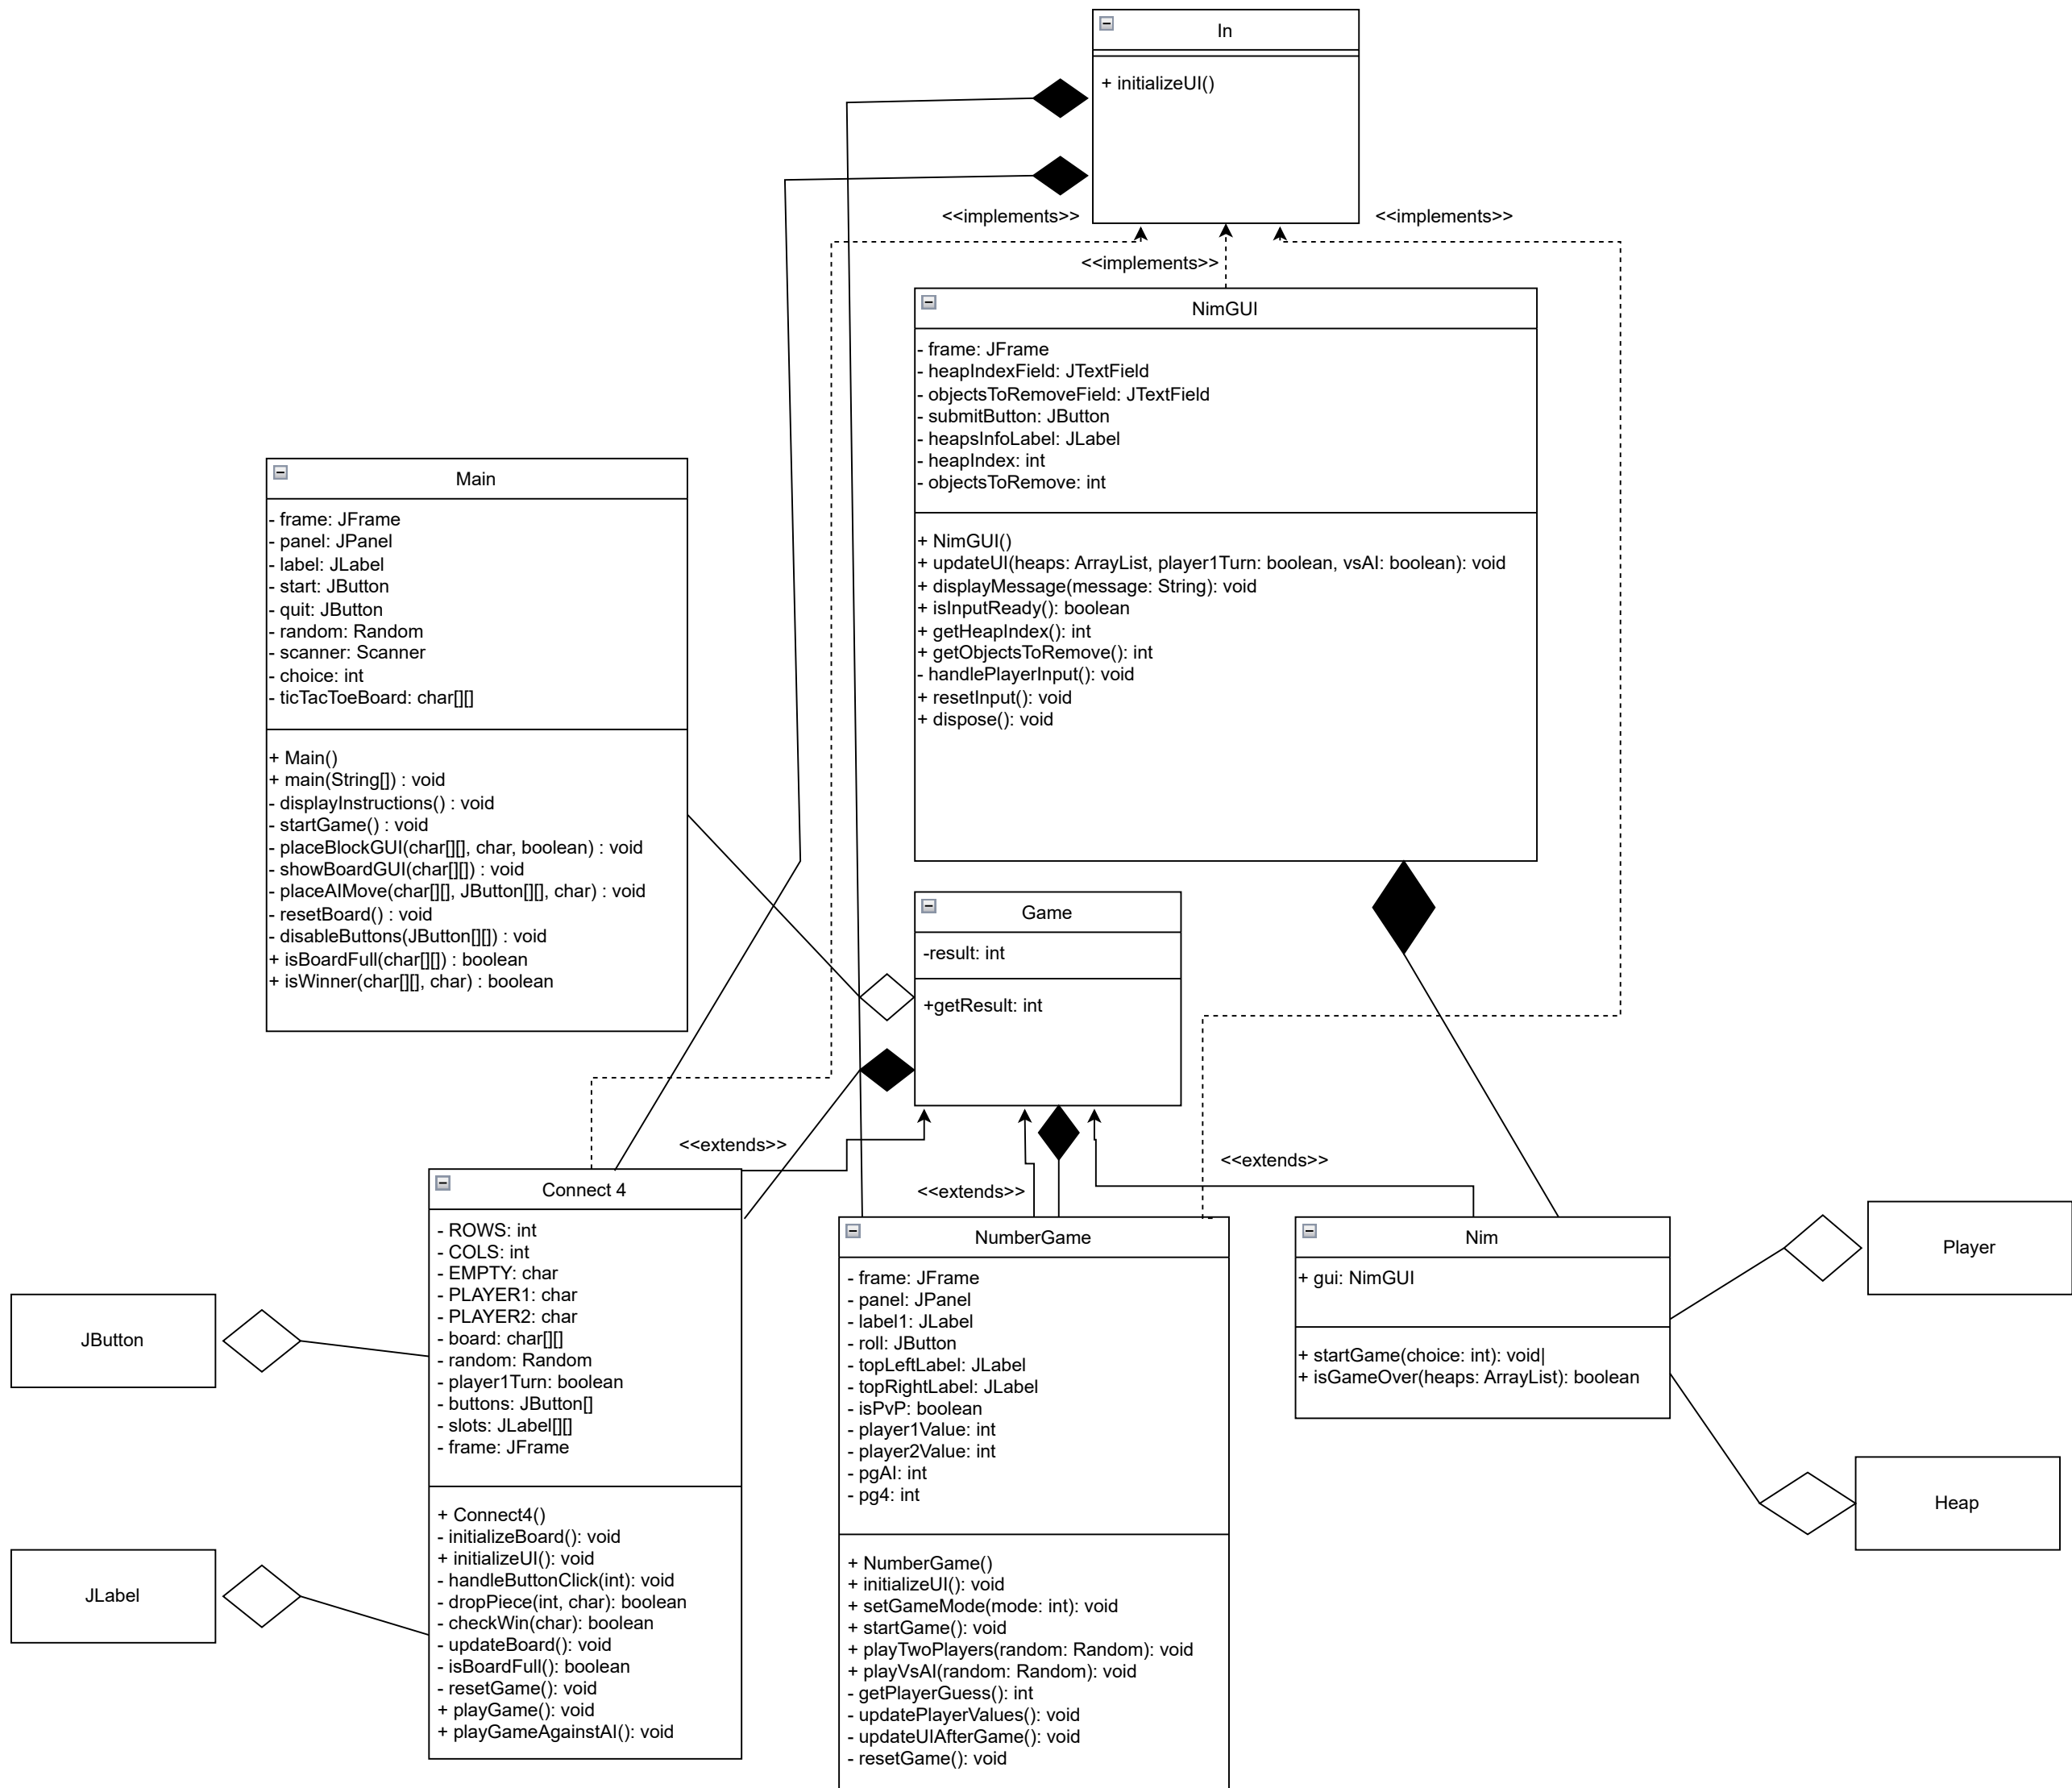 In
+ initializeUI()
<<implements>>
<<implements>>
<<implements>>
NimGUI
- frame: JFrame
- heapIndexField: JTextField
- objectsToRemoveField: JTextField
- submitButton: JButton
- heapsInfoLabel: JLabel
- heapIndex: int
- objectsToRemove: int
+ NimGUI()
+ updateUI(heaps: ArrayList, player1Turn: boolean, vsAI: boolean): void
+ displayMessage(message: String): void
+ isInputReady(): boolean
+ getHeapIndex(): int
+ getObjectsToRemove(): int
- handlePlayerInput(): void
+ resetInput(): void
+ dispose(): void
Main
- frame: JFrame
- panel: JPanel
- label: JLabel
- start: JButton
- quit: JButton
- random: Random
- scanner: Scanner
- choice: int
- ticTacToeBoard: char[][]
+ Main()
+ main(String[]) : void
- displayInstructions() : void
- startGame() : void
- placeBlockGUI(char[][], char, boolean) : void
- showBoardGUI(char[][]) : void
- placeAIMove(char[][], JButton[][], char) : void
- resetBoard() : void
- disableButtons(JButton[][]) : void
+ isBoardFull(char[][]) : boolean
+ isWinner(char[][], char) : boolean
Game
-result: int
+getResult: int
<<extends>>
<<extends>>
<<extends>>
Connect 4
- ROWS: int
- COLS: int
- EMPTY: char
- PLAYER1: char
- PLAYER2: char
- board: char[][]
- random: Random
- player1Turn: boolean
- buttons: JButton[]
- slots: JLabel[][]
- frame: JFrame
+ Connect4()
- initializeBoard(): void
+ initializeUI(): void
- handleButtonClick(int): void
- dropPiece(int, char): boolean
- checkWin(char): boolean
- updateBoard(): void
- isBoardFull(): boolean
- resetGame(): void
+ playGame(): void
+ playGameAgainstAI(): void
NumberGame
- frame: JFrame
- panel: JPanel
- label1: JLabel
- roll: JButton
- topLeftLabel: JLabel
- topRightLabel: JLabel
- isPvP: boolean
- player1Value: int
- player2Value: int
- pgAI: int
- pg4: int
+ NumberGame()
+ initializeUI(): void
+ setGameMode(mode: int): void
+ startGame(): void
+ playTwoPlayers(random: Random): void
+ playVsAI(random: Random): void
- getPlayerGuess(): int
- updatePlayerValues(): void
- updateUIAfterGame(): void
- resetGame(): void
Nim
+ gui: NimGUI
+ startGame(choice: int): void|
+ isGameOver(heaps: ArrayList): boolean
Player
Heap
JButton
JLabel